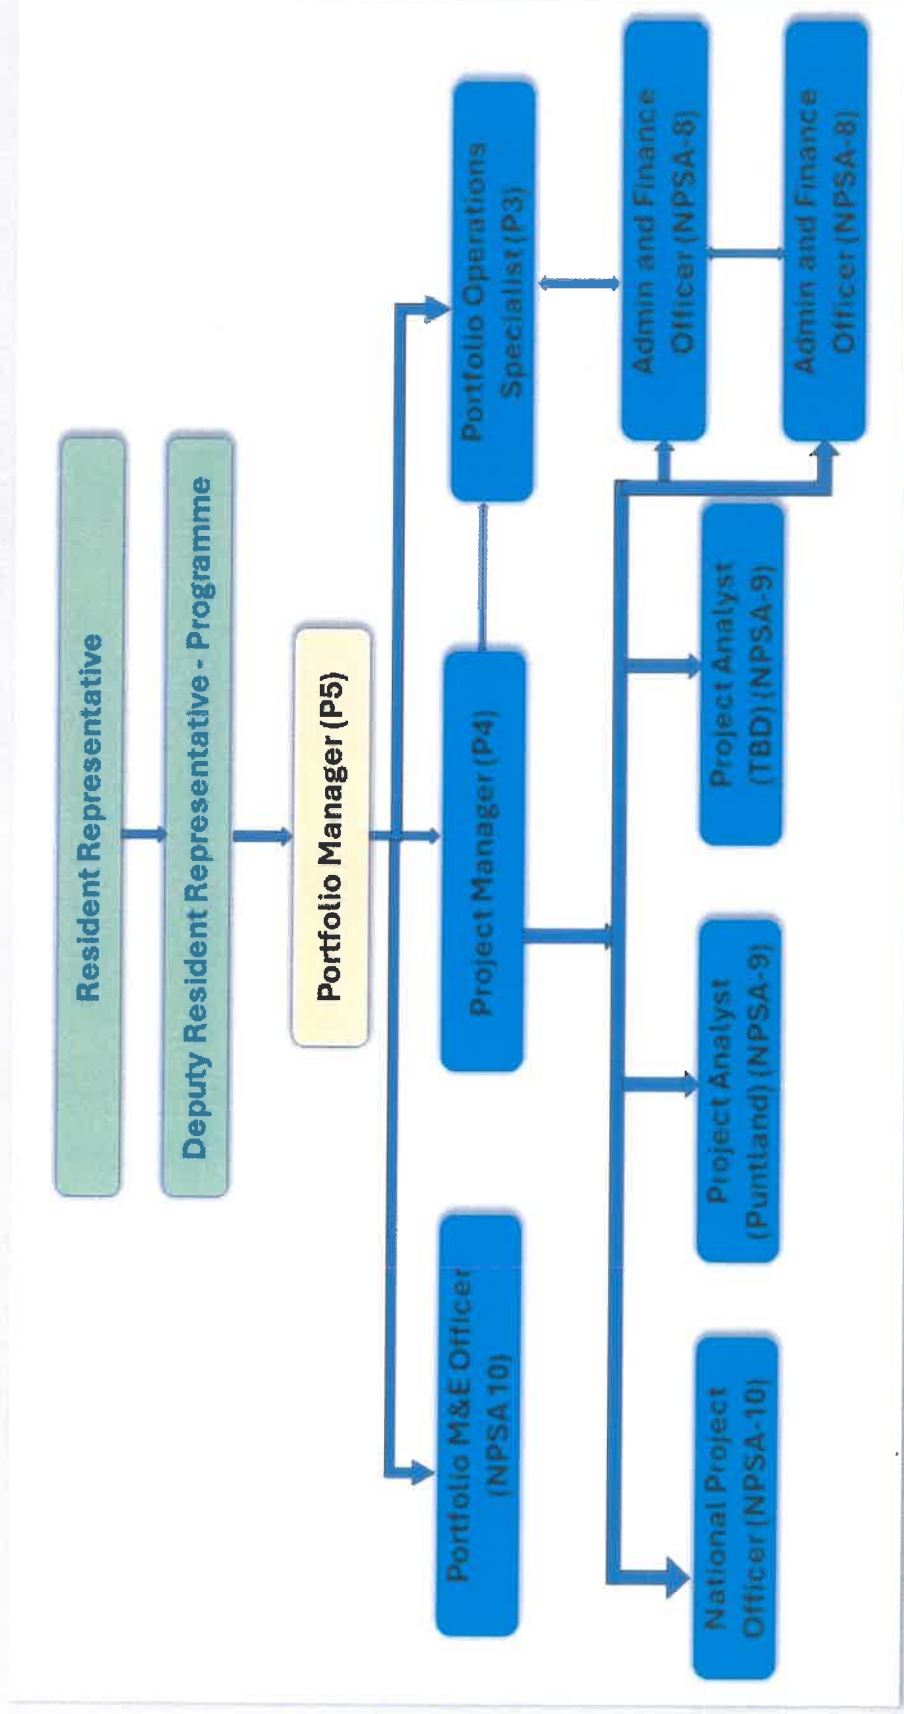 Resident Representative
Deputy Resident Representative - Programme
Portfolio Manager (P5)
Portfolio M&E Officer
(NPSA 10)
Project Manager (P4)
Portfolio Operations
Specialist (P3)
National Project
Officer (NPSA-10)
Project Analyst
(Puntland) (NPSA-9)
Project Analyst
(TBD) (NPSA-9)
Admin and Finance
Officer (NPSA-8)
Admin and Finance
Officer (NPSA-8)